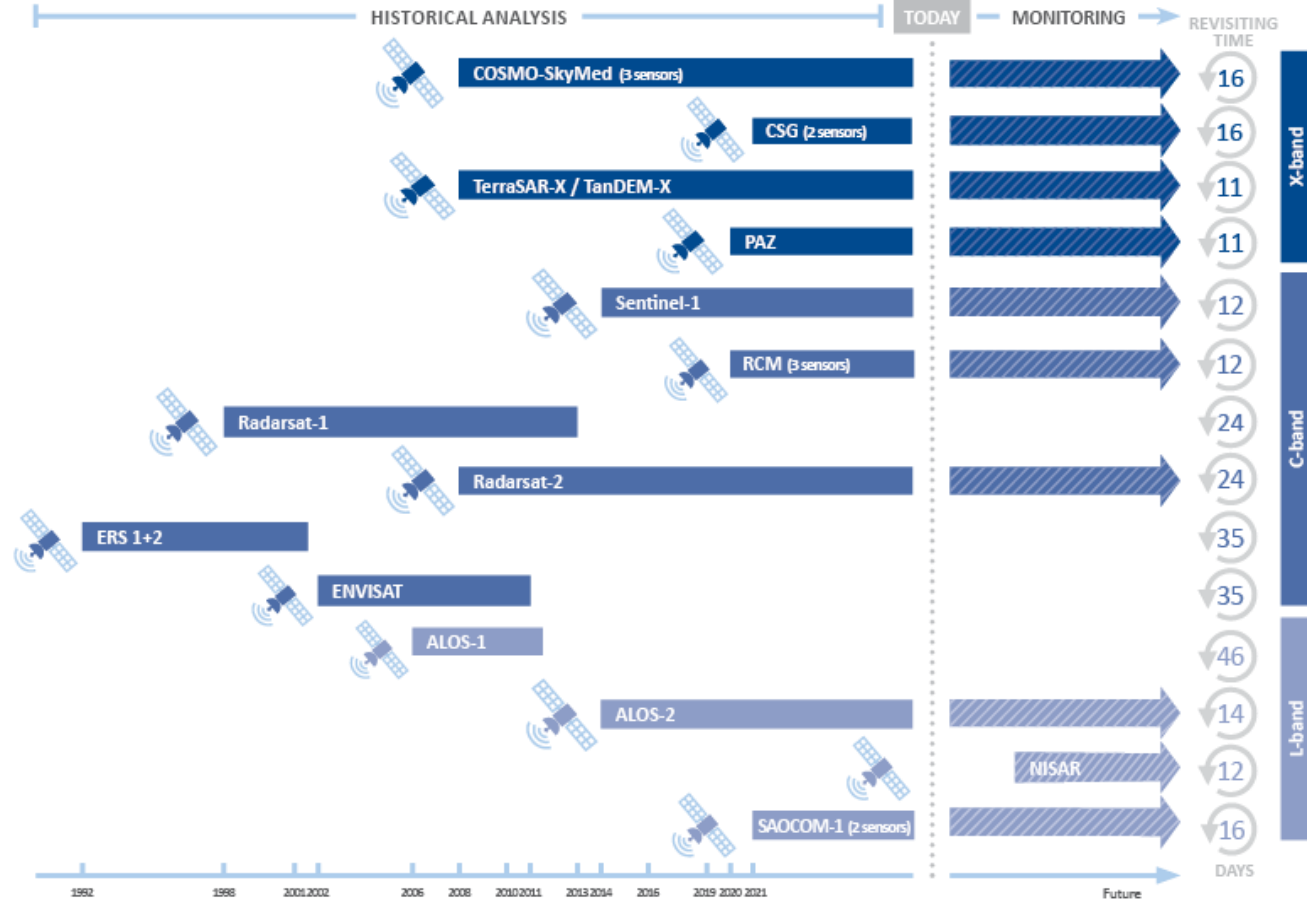 HISTORICAL ANALYSIS
TODAY
MONITORING
REVISITING
TIME
COSMO-SkyMed (3 sensors)
16
CSG (2 sensors)
16
TerraSAR-X / TanDEM-X
11
PAZ
11
X-band
Sentinel-1
12
RCM (3 sensors)
12
Radarsat-1
24
Radarsat-2
24
ERS 1+2
35
ENVISAT
35
C-band
ALOS-1
46
ALOS-2
14
NISAR
12
SAOCOM-1 (2 sensors)
16
L-band
DAYS
1992 1998 2001 2002 2006 2008 2010 2011 2013 2014 2016 2019 2020 2021 Future